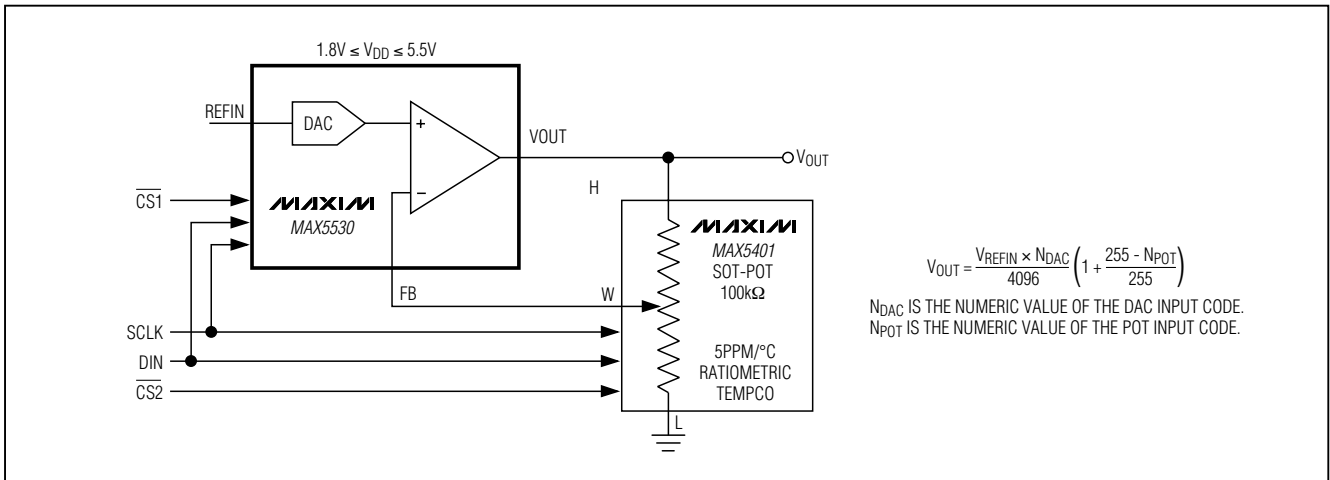 1.8V ≤ VDD ≤ 5.5V
REFIN
DAC
+
−
VOUT
VOUT
CS1
MAXIM
MAX5530
H
MAXIM
MAX5401
SOT-POT
100kΩ
FB
W
SCLK
DIN
CS2
5PPM/°C
RATIOMETRIC
TEMPCO
L
VOUT = VREFIN × NDAC / 4096 (1 + 255 - NPOT / 255)
NDAC IS THE NUMERIC VALUE OF THE DAC INPUT CODE.
NPOT IS THE NUMERIC VALUE OF THE POT INPUT CODE.